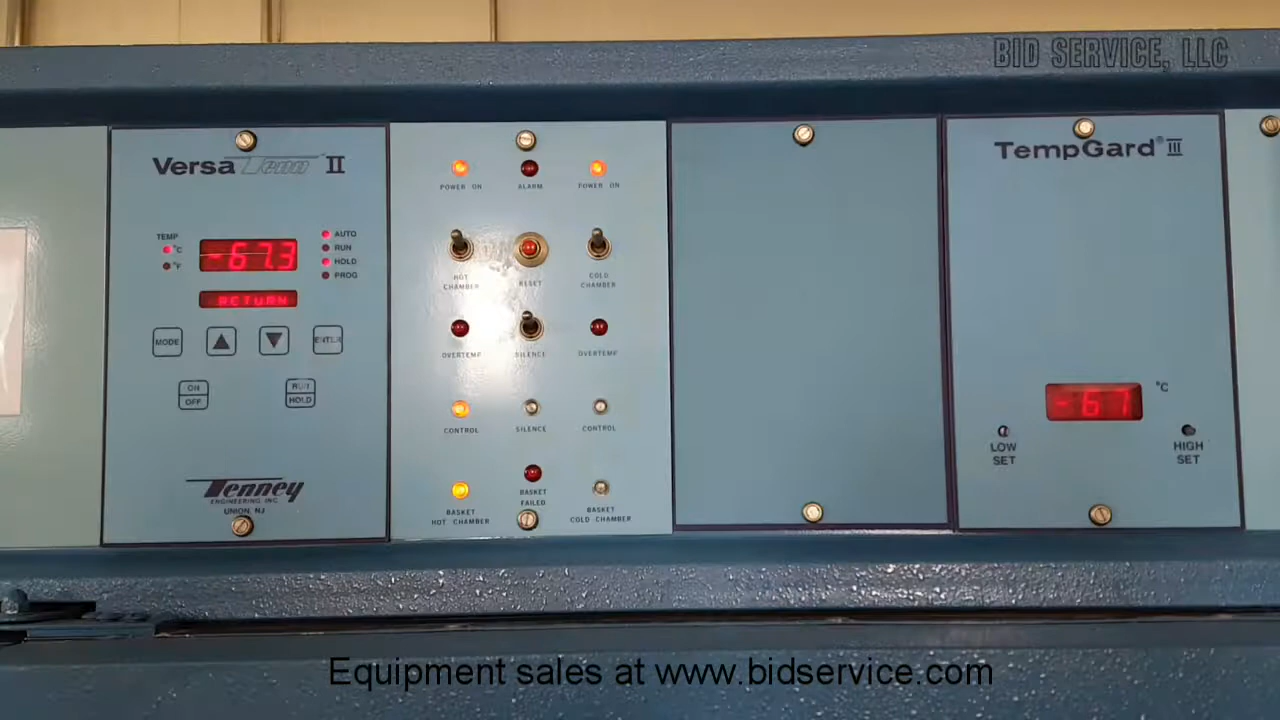 BID SERVICE, LLC
Versa Tenn II
TEMP
°C
°F
-67.3
RETURN
AUTO
RUN
HOLD
PROG
MODE
ENTER
ON
OFF
RUN
HOLD
Tenney
ENGINEERING, INC.
UNION, NJ
POWER ON
ALARM
POWER ON
HOT
CHAMBER
RESET
COLD
CHAMBER
OVERTEMP
SILENCE
OVERTEMP
CONTROL
SILENCE
CONTROL
BASKET
HOT CHAMBER
BASKET
FAILED
BASKET
COLD CHAMBER
TempGard® III
-67
°C
LOW
SET
HIGH
SET
Equipment sales at www.bidservice.com